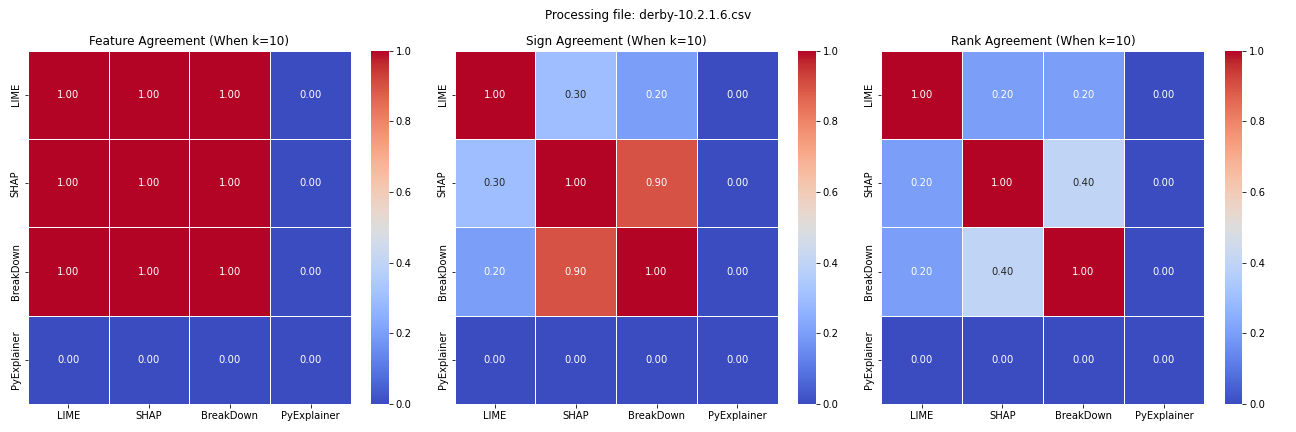 Processing file: derby-10.2.1.6.csv
Feature Agreement (When k=10)
LIME
SHAP
BreakDown
PyExplainer
1.00 1.00 1.00 0.00
1.00 1.00 1.00 0.00
1.00 1.00 1.00 0.00
0.00 0.00 0.00 0.00
LIME SHAP BreakDown PyExplainer
1.0
0.8
0.6
0.4
0.2
0.0
Sign Agreement (When k=10)
LIME
SHAP
BreakDown
PyExplainer
1.00 0.30 0.20 0.00
0.30 1.00 0.90 0.00
0.20 0.90 1.00 0.00
0.00 0.00 0.00 0.00
LIME SHAP BreakDown PyExplainer
1.0
0.8
0.6
0.4
0.2
0.0
Rank Agreement (When k=10)
LIME
SHAP
BreakDown
PyExplainer
1.00 0.20 0.20 0.00
0.20 1.00 0.40 0.00
0.20 0.40 1.00 0.00
0.00 0.00 0.00 0.00
LIME SHAP BreakDown PyExplainer
1.0
0.8
0.6
0.4
0.2
0.0